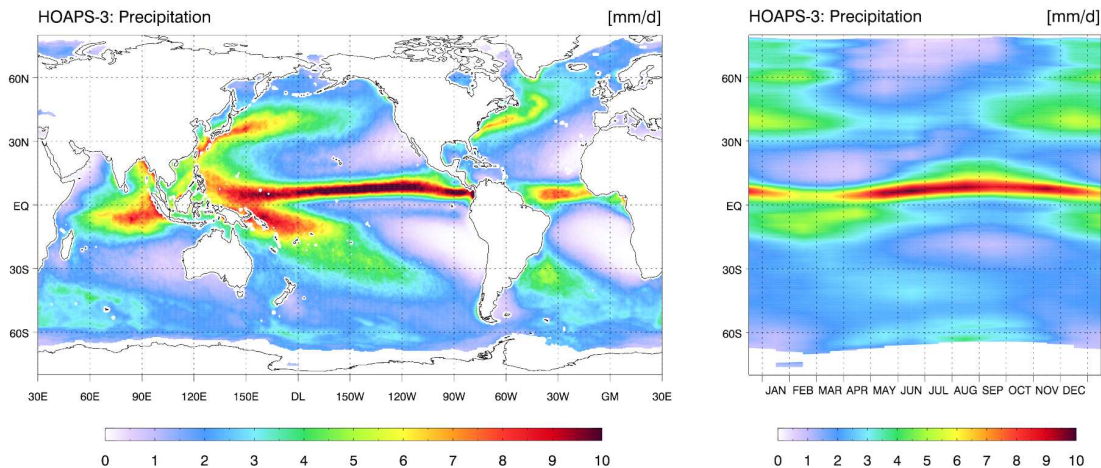 HOAPS-3: Precipitation [mm/d]
60N
30N
EQ
30S
60S
30E 60E 90E 120E 150E DL 150W 120W 90W 60W 30W GM 30E
0 1 2 3 4 5 6 7 8 9 10
HOAPS-3: Precipitation [mm/d]
60N
30N
EQ
30S
60S
JAN FEB MAR APR MAY JUN JUL AUG SEP OCT NOV DEC
0 1 2 3 4 5 6 7 8 9 10